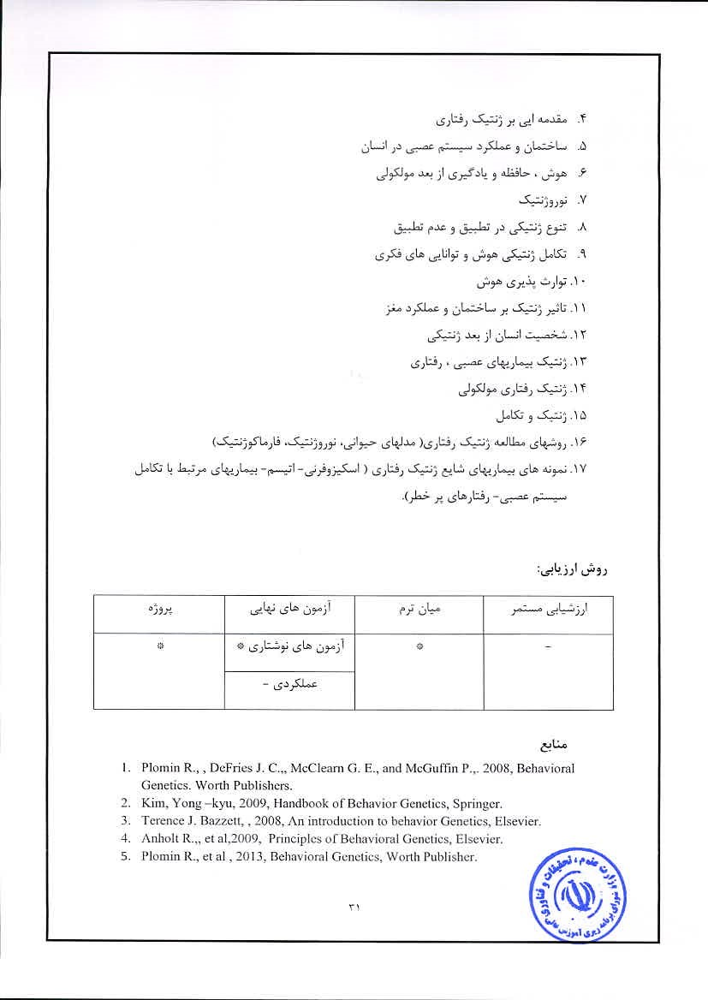 ۴. مقدمه ایی بر ژنتیک رفتاری
۵. ساختمان و عملکرد سیستم عصبی در انسان
۶. هوش ، حافظه و یادگیری از بعد مولکولی
۷. نوروژنتیک
۸. تنوع ژنتیکی در تطبیق و عدم تطبیق
۹. تکامل ژنتیکی هوش و توانایی های فکری
۱۰. توارث پذیری هوش
۱۱. تاثیر ژنتیک بر ساختمان و عملکرد مغز
۱۲. شخصیت انسان از بعد ژنتیکی
۱۳. ژنتیک بیماریهای عصبی ، رفتاری
۱۴. ژنتیک رفتاری مولکولی
۱۵. ژنتیک و تکامل
۱۶. روشهای مطالعه ژنتیک رفتاری( مدلهای حیوانی، نوروژنتیک، فارماکوژنتیک)
۱۷. نمونه های بیماریهای شایع ژنتیک رفتاری ( اسکیزوفرنی- اتیسم- بیماریهای مرتبط با تکامل
سیستم عصبی- رفتارهای پر خطر).
روش ارزیابی:
ارزشیابی مستمر میان ترم آزمون های نهایی پروژه
- * آزمون های نوشتاری * *
عملکردی -
منابع
1. Plomin R., , DeFries J. C.,, McClearn G. E., and McGuffin P.,. 2008, Behavioral
Genetics. Worth Publishers.
2. Kim, Yong –kyu, 2009, Handbook of Behavior Genetics, Springer.
3. Terence J. Bazzett, , 2008, An introduction to behavior Genetics, Elsevier.
4. Anholt R.,, et al,2009, Principles of Behavioral Genetics, Elsevier.
5. Plomin R., et al , 2013, Behavioral Genetics, Worth Publisher.
وزارت علوم ، تحقیقات و فناوری
شورای برنامه ریزی آموزش عالی
۳۱